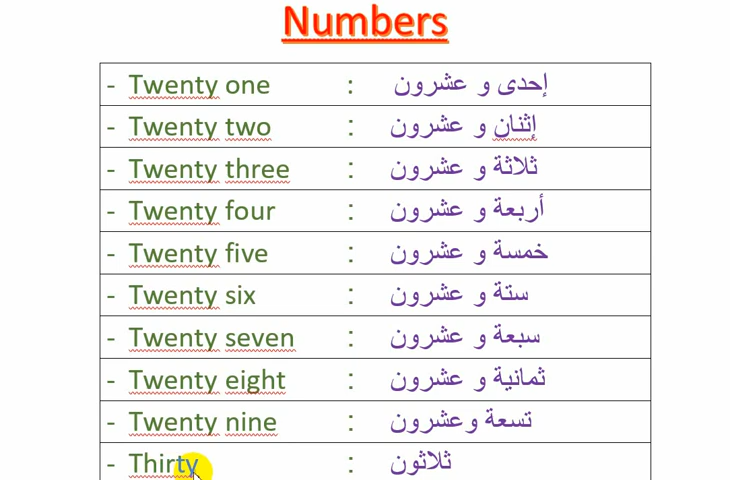 Numbers
- Twenty one : إحدى و عشرون
- Twenty two : إثنان و عشرون
- Twenty three : ثلاثة و عشرون
- Twenty four : أربعة و عشرون
- Twenty five : خمسة و عشرون
- Twenty six : ستة و عشرون
- Twenty seven : سبعة و عشرون
- Twenty eight : ثمانية و عشرون
- Twenty nine : تسعة وعشرون
- Thirty : ثلاثون